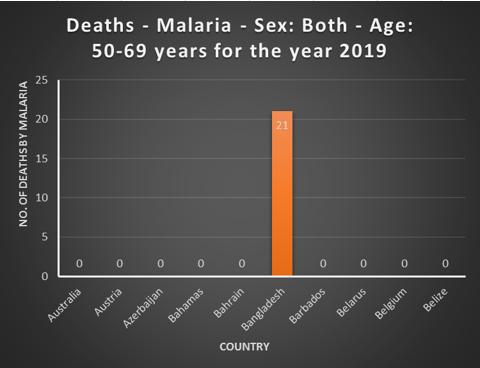 Deaths - Malaria - Sex: Both - Age:
50-69 years for the year 2019
NO. OF DEATHS BY MALARIA
25
20
15
10
5
0
0
0
0
0
0
21
0
0
0
0
Australia
Austria
Azerbaijan
Bahamas
Bahrain
Bangladesh
Barbados
Belarus
Belgium
Belize
COUNTRY